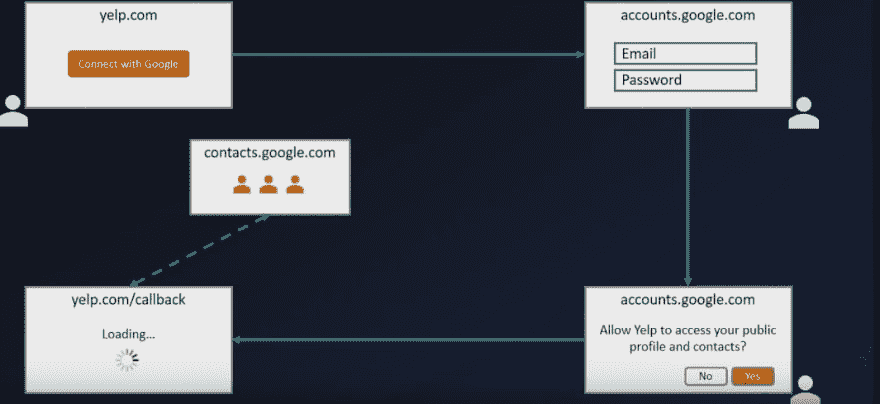 yelp.com
Connect with Google
accounts.google.com
Email
Password
contacts.google.com
yelp.com/callback
Loading...
accounts.google.com
Allow Yelp to access your public
profile and contacts?
No
Yes